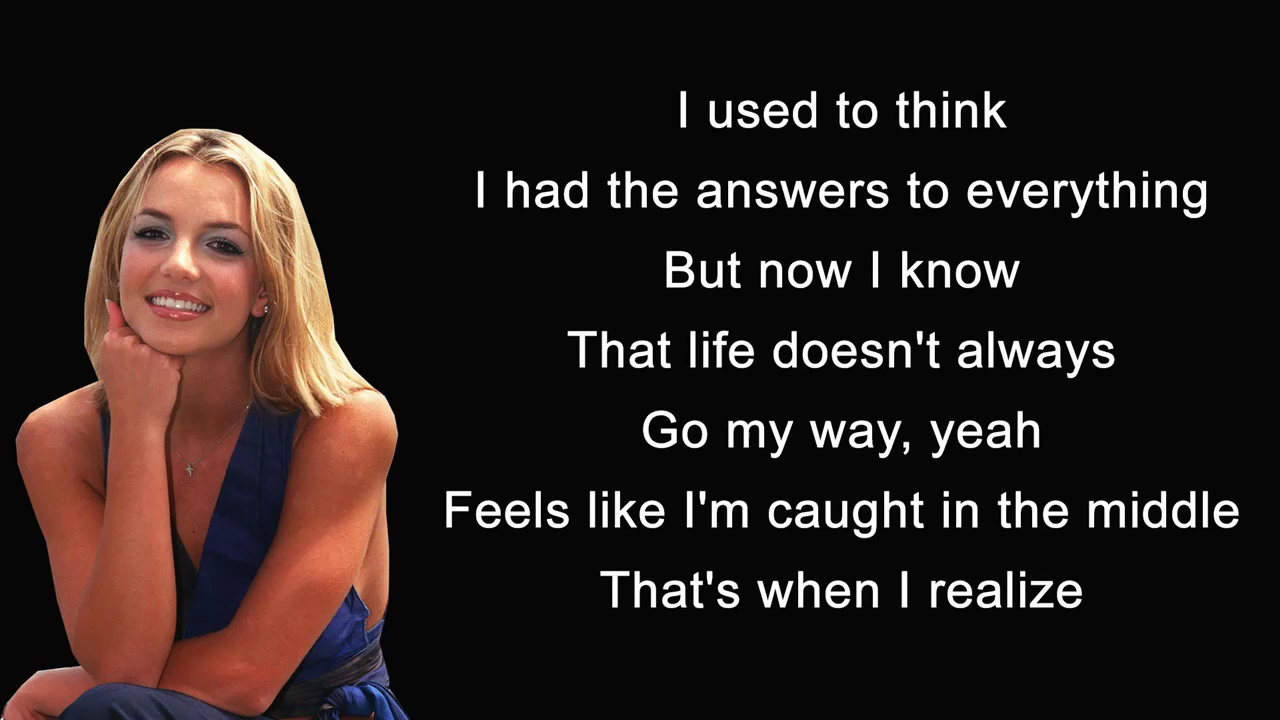 I used to think
I had the answers to everything
But now I know
That life doesn't always
Go my way, yeah
Feels like I'm caught in the middle
That's when I realize